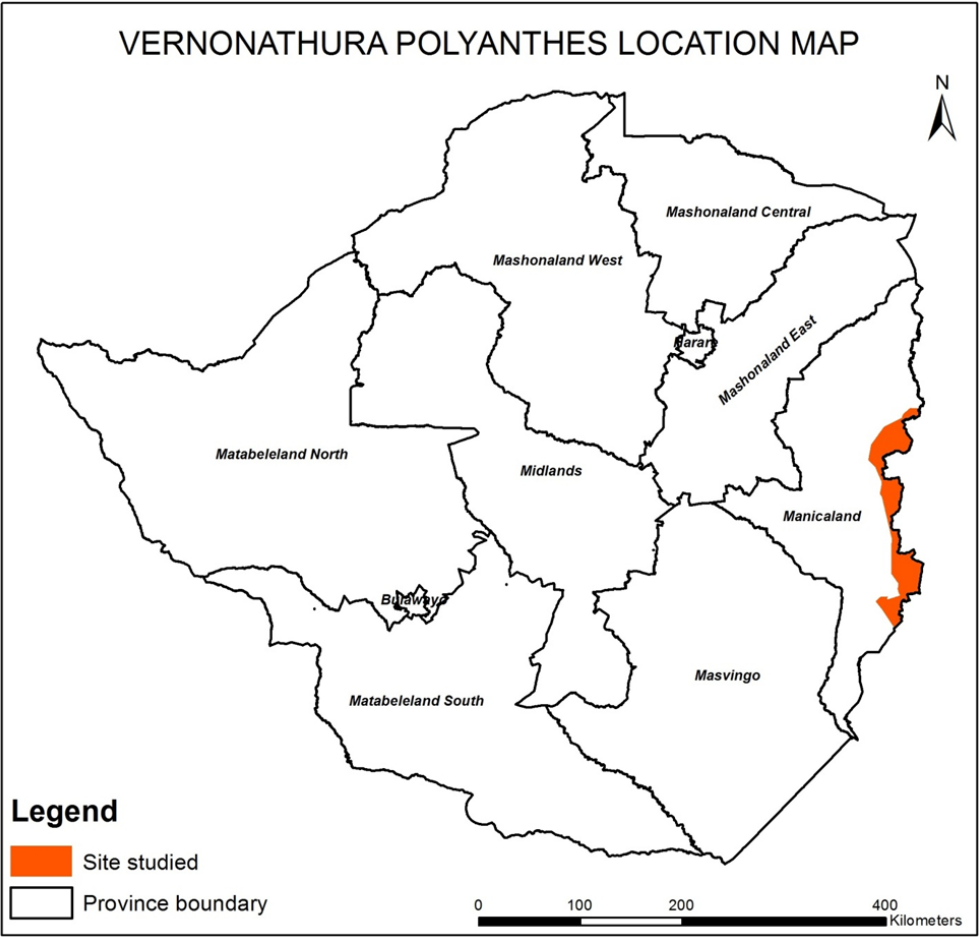 VERNONATHURA POLYANTHES LOCATION MAP
N
Mashonaland Central
Mashonaland West
Harare
Mashonaland East
Matabeleland North
Midlands
Manicaland
Bulawayo
Masvingo
Matabeleland South
Legend
Site studied
Province boundary
0 100 200 400
Kilometers